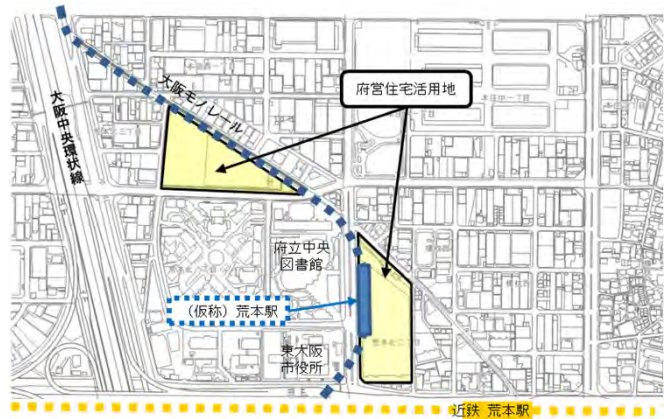 大阪モノレール
府営住宅活用地
大阪中央環状線
府立中央
図書館
(仮称)荒本駅
東大阪
市役所
近鉄 荒本駅